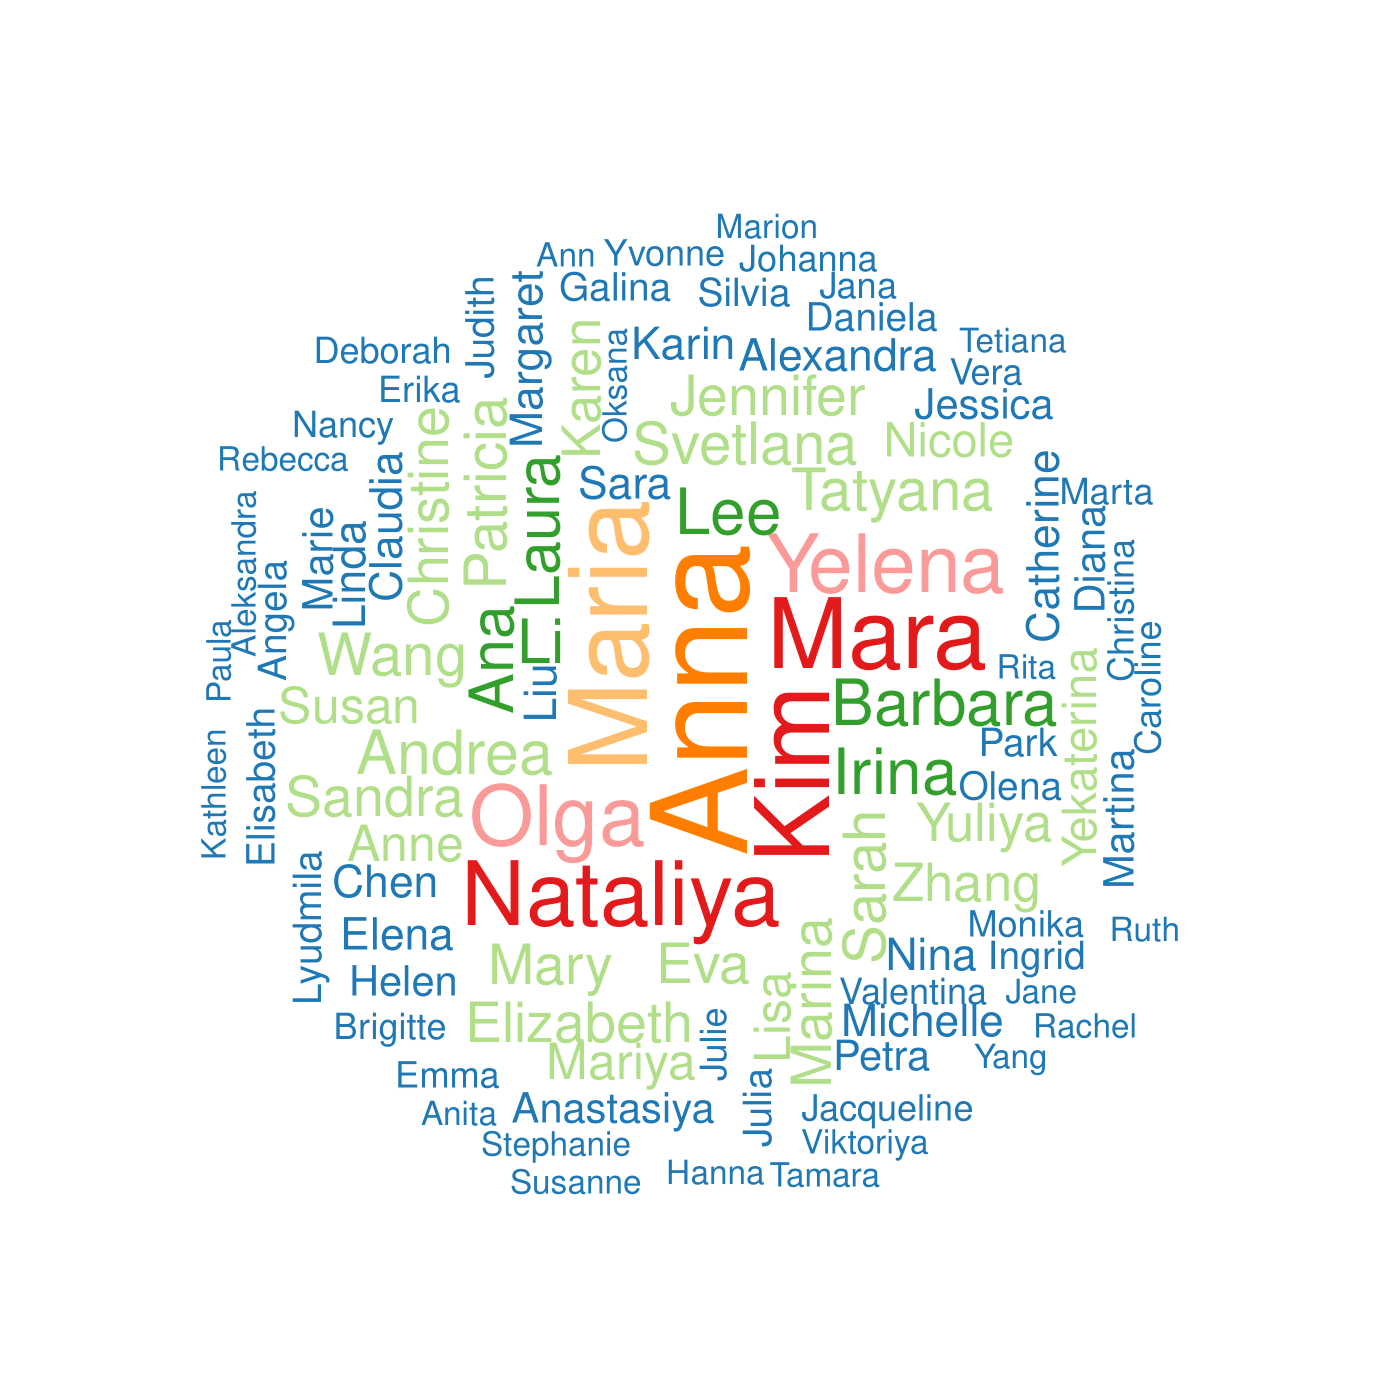 Marion
Ann
Yvonne
Johanna
Galina
Silvia
Jana
Judith
Margaret
Daniela
Deborah
Karen
Oksana
Karin
Alexandra
Tetiana
Vera
Erika
Jennifer
Jessica
Nancy
Christine
Patricia
Svetlana
Nicole
Rebecca
Claudia
Laura
Sara
Lee
Tatyana
Catherine
Marta
Aleksandra
Marie
Linda
Maria
Anna
Yelena
Diana
Christina
Angela
Ana
Li
Mara
Paula
Wang
Liu
Rita
Caroline
Susan
Kim
Barbara
Yekaterina
Kathleen
Elisabeth
Andrea
Park
Irina
Olena
Martina
Sandra
Olga
Anne
Sarah
Yuliya
Lyudmila
Chen
Nataliya
Zhang
Elena
Monika
Ruth
Helen
Mary
Eva
Marina
Nina
Ingrid
Lisa
Valentina
Jane
Brigitte
Elizabeth
Julie
Michelle
Rachel
Mariya
Petra
Yang
Emma
Julia
Anita
Anastasiya
Jacqueline
Stephanie
Viktoriya
Susanne
Hanna
Tamara